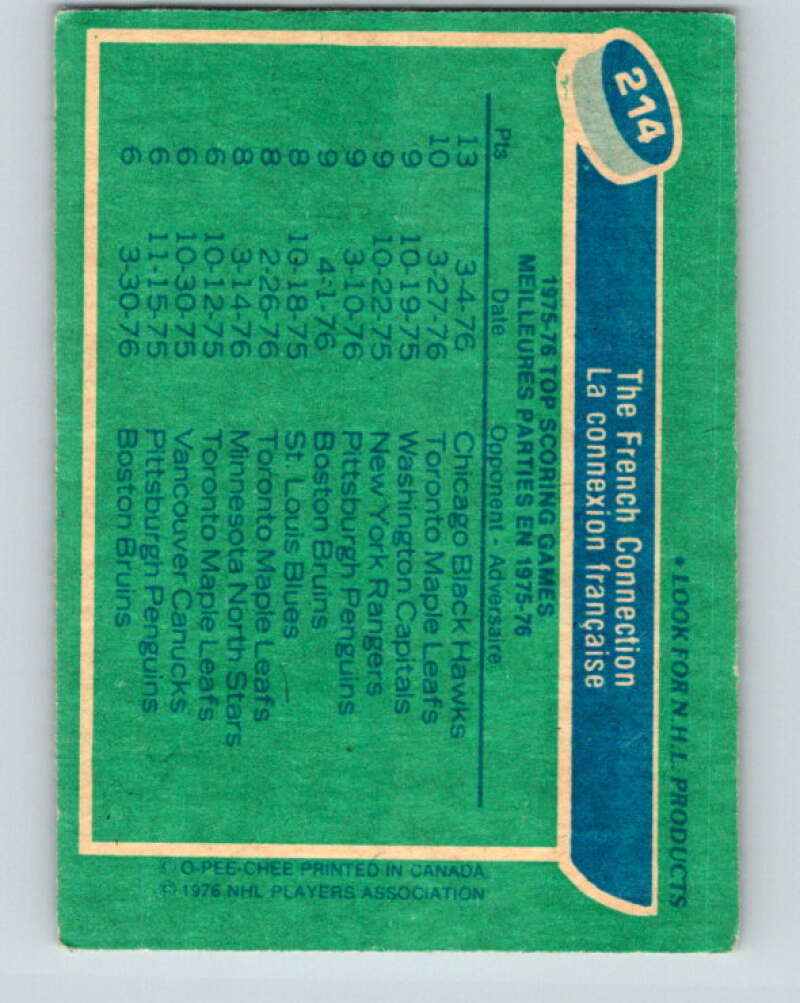 • LOOK FOR N.H.L. PRODUCTS
214
The French Connection
La connexion française
1975-76 TOP SCORING GAMES
MEILLEURES PARTIES EN 1975-76
Pts Date Opponent - Adversaire
13 3-4-76 Chicago Black Hawks
10 3-27-76 Toronto Maple Leafs
9 10-19-75 Washington Capitals
9 10-22-75 New York Rangers
9 3-10-76 Pittsburgh Penguins
9 4-1-76 Boston Bruins
8 10-18-75 St. Louis Blues
8 2-26-76 Toronto Maple Leafs
8 3-14-76 Minnesota North Stars
6 10-12-75 Toronto Maple Leafs
6 10-30-75 Vancouver Canucks
6 11-15-75 Pittsburgh Penguins
6 3-30-76 Boston Bruins
© O-PEE-CHEE PRINTED IN CANADA
© 1976 NHL PLAYERS ASSOCIATION